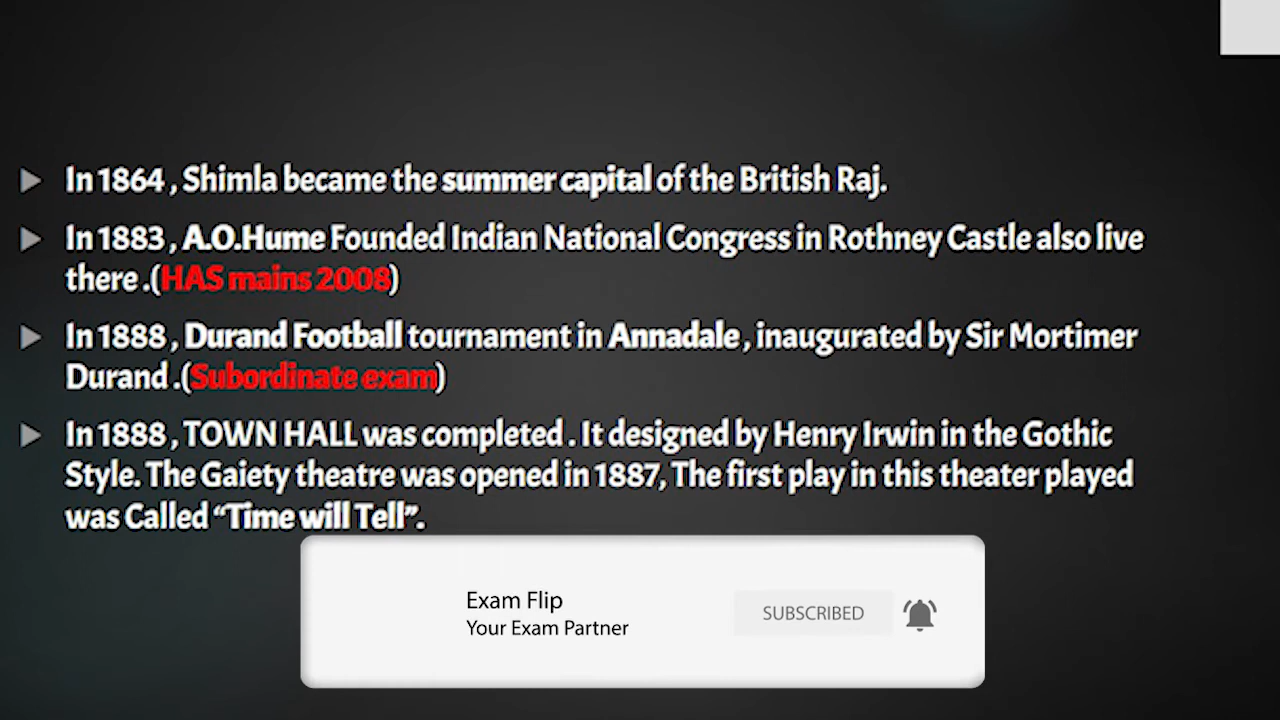 In 1864 , Shimla became the summer capital of the British Raj.
In 1883 , A.O.Hume Founded Indian National Congress in Rothney Castle also live
there .(HAS mains 2008)
In 1888 , Durand Football tournament in Annadale , inaugurated by Sir Mortimer
Durand .(Subordinate exam)
In 1888 , TOWN HALL was completed . It designed by Henry Irwin in the Gothic
Style. The Gaiety theatre was opened in 1887, The first play in this theater played
was Called “Time will Tell”.
Exam Flip
Your Exam Partner
SUBSCRIBED